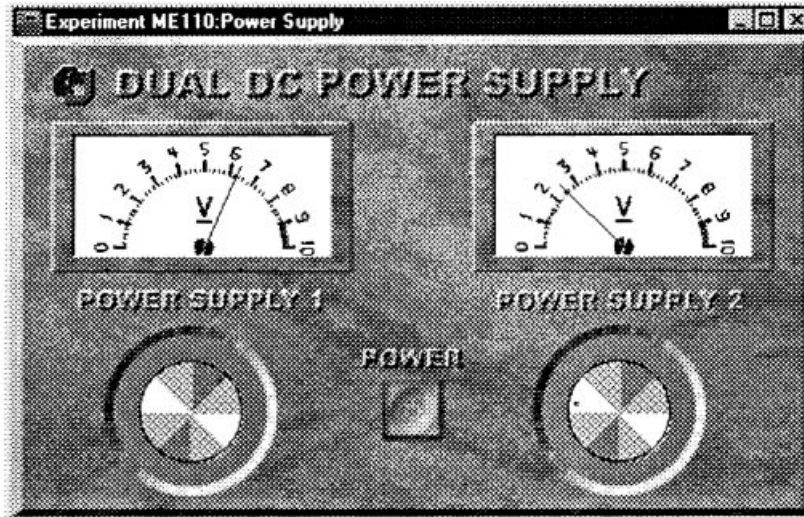 Experiment ME110:Power Supply
DUAL DC POWER SUPPLY
0 1 2 3 4 5 6 7 8 9 10
V
0 1 2 3 4 5 6 7 8 9 10
V
POWER SUPPLY 1
POWER SUPPLY 2
POWER